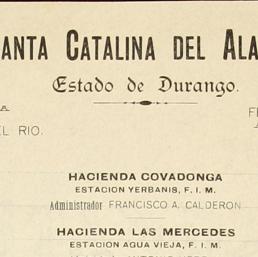 ANTA CATALINA DEL ALA
Estado de Durango.
EL RIO.
HACIENDA COVADONGA
ESTACION YERBANIS, F. I. M.
Administrador FRANCISCO A. CALDERON
HACIENDA LAS MERCEDES
ESTACION AGUA VIEJA, F. I. M.